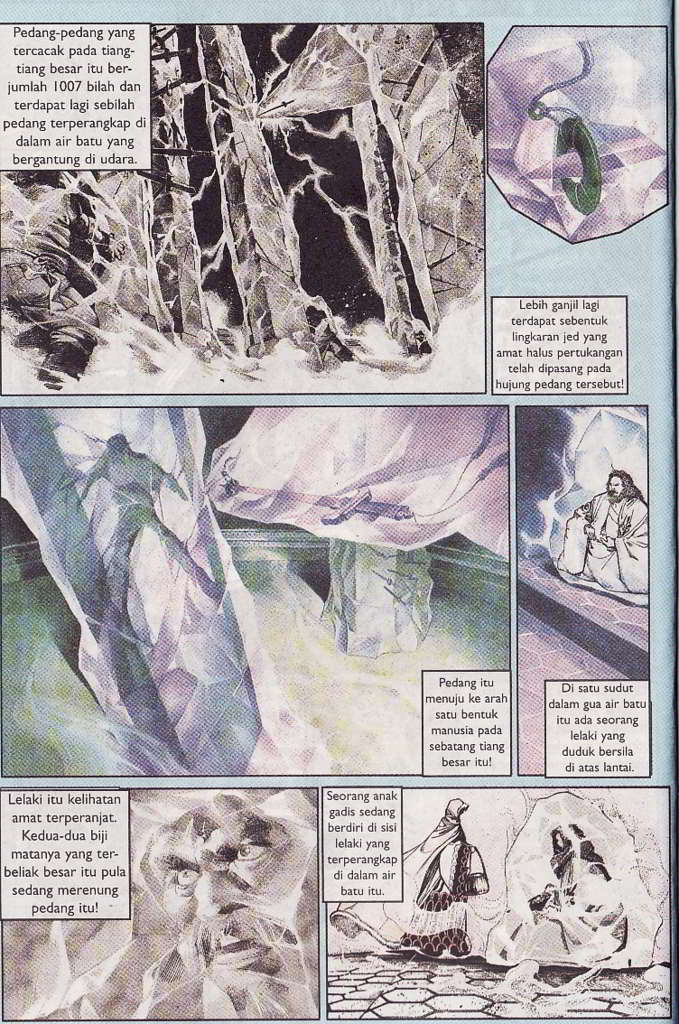 Pedang-pedang yang
tercacak pada tiang-
tiang besar itu ber-
jumlah 1007 bilah dan
terdapat lagi sebilah
pedang terperangkap di
dalam air batu yang
bergantung di udara.
Lebih ganjil lagi
terdapat sebentuk
lingkaran jed yang
amat halus pertukangan
telah dipasang pada
hujung pedang tersebut!
Pedang itu
menuju ke arah
satu bentuk
manusia pada
sebatang tiang
besar itu!
Di satu sudut
dalam gua air batu
itu ada seorang
lelaki yang
duduk bersila
di atas lantai.
Lelaki itu kelihatan
amat terperanjat.
Kedua-dua biji
matanya yang ter-
beliak besar itu pula
sedang merenung
pedang itu!
Seorang anak
gadis sedang
berdiri di sisi
lelaki yang
terperangkap
di dalam air
batu itu.